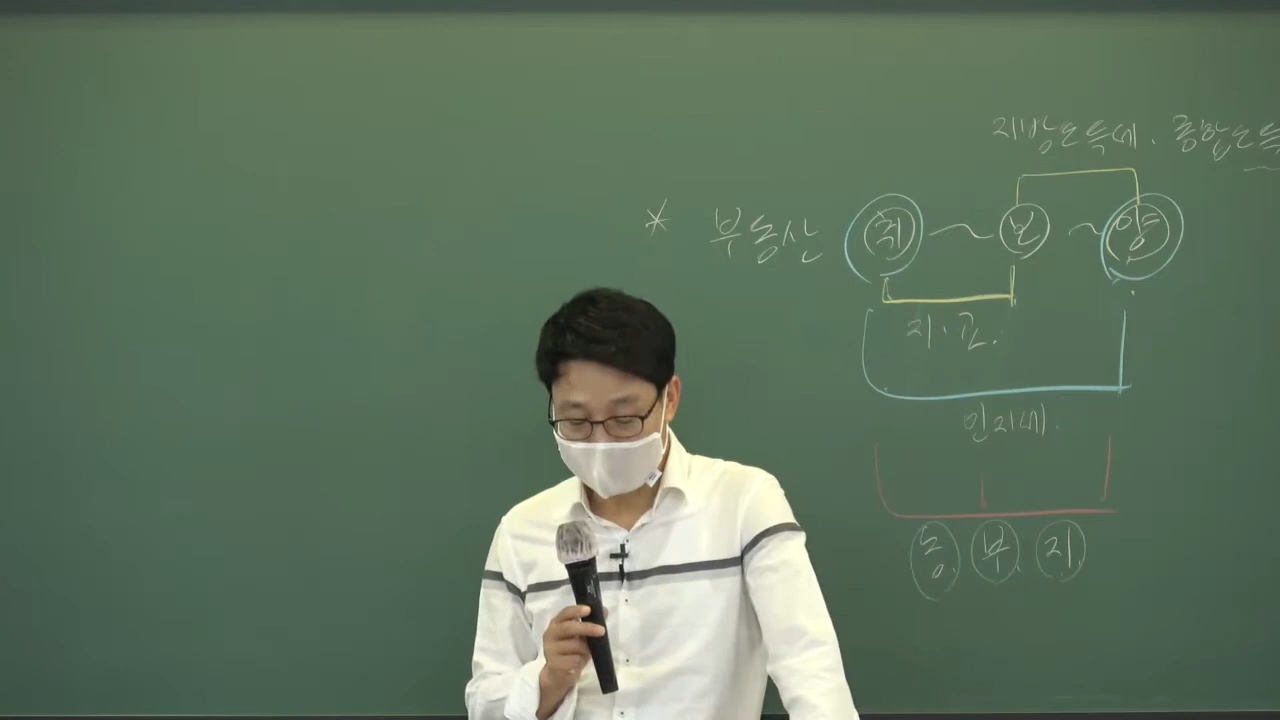 지방소득세. 종합소득
* 부동산 취 ~ 보 ~ 양
지·교.
인지세.
농. 부. 지.